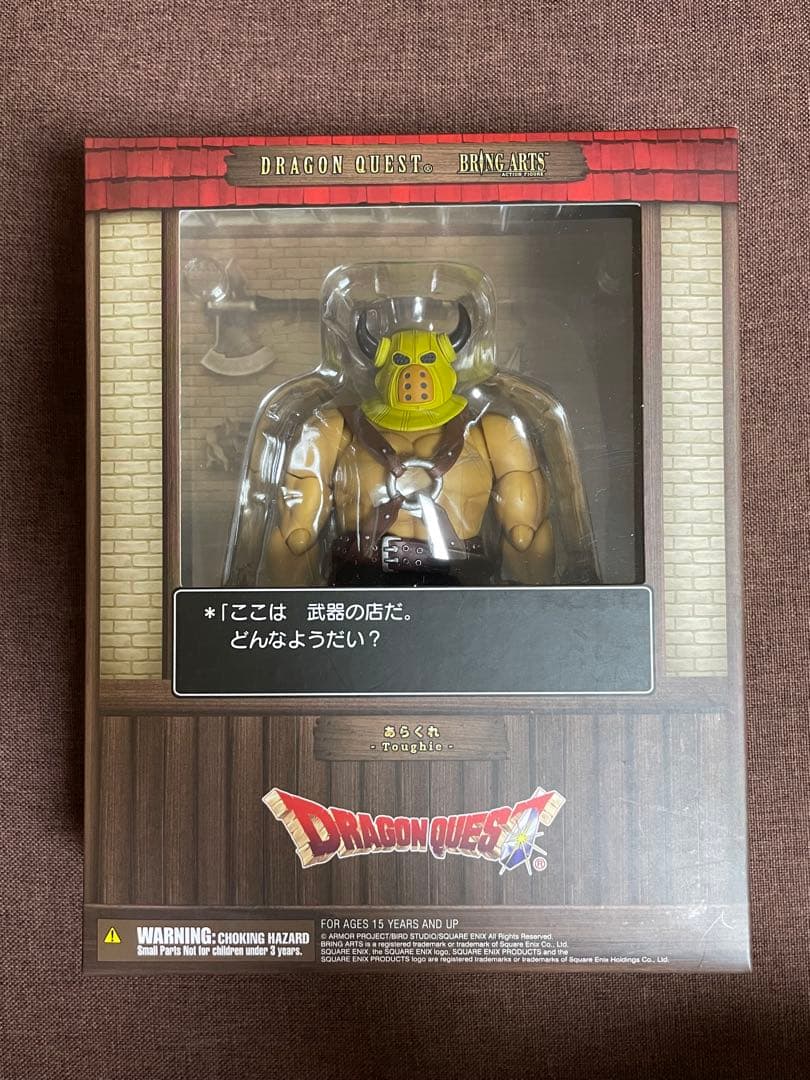 DRAGON QUEST® BRING ARTS™
ACTION FIGURE
*「ここは 武器の店だ。
どんなようだい？
あらくれ
- Toughie -
DRAGON QUEST®
WARNING: CHOKING HAZARD
Small Parts Not for children under 3 years.
FOR AGES 15 YEARS AND UP
© ARMOR PROJECT/BIRD STUDIO/SQUARE ENIX All Rights Reserved.
BRING ARTS is a registered trademark or trademark of Square Enix Co., Ltd.
SQUARE ENIX, the SQUARE ENIX logo, SQUARE ENIX PRODUCTS and the
SQUARE ENIX PRODUCTS logo are registered trademarks or trademarks of Square Enix Holdings Co., Ltd.